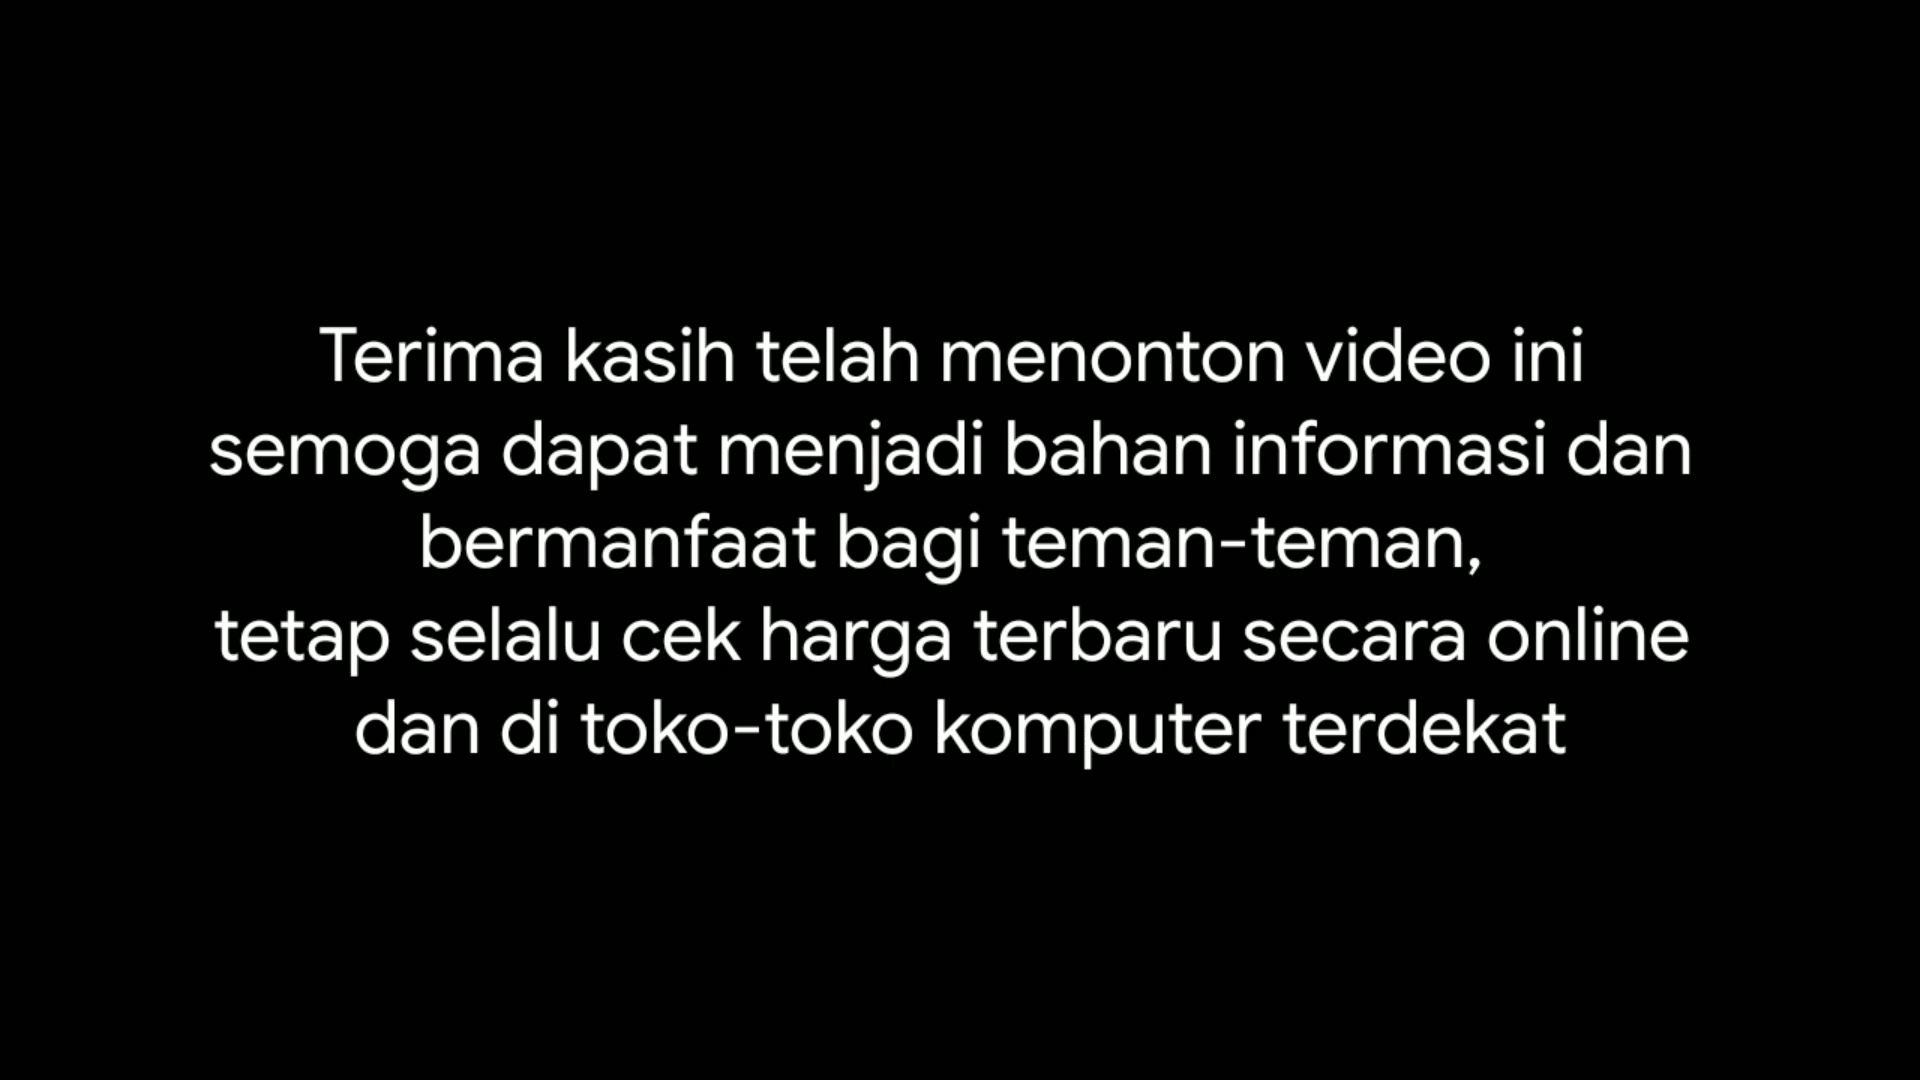 Terima kasih telah menonton video ini
semoga dapat menjadi bahan informasi dan
bermanfaat bagi teman-teman,
tetap selalu cek harga terbaru secara online
dan di toko-toko komputer terdekat